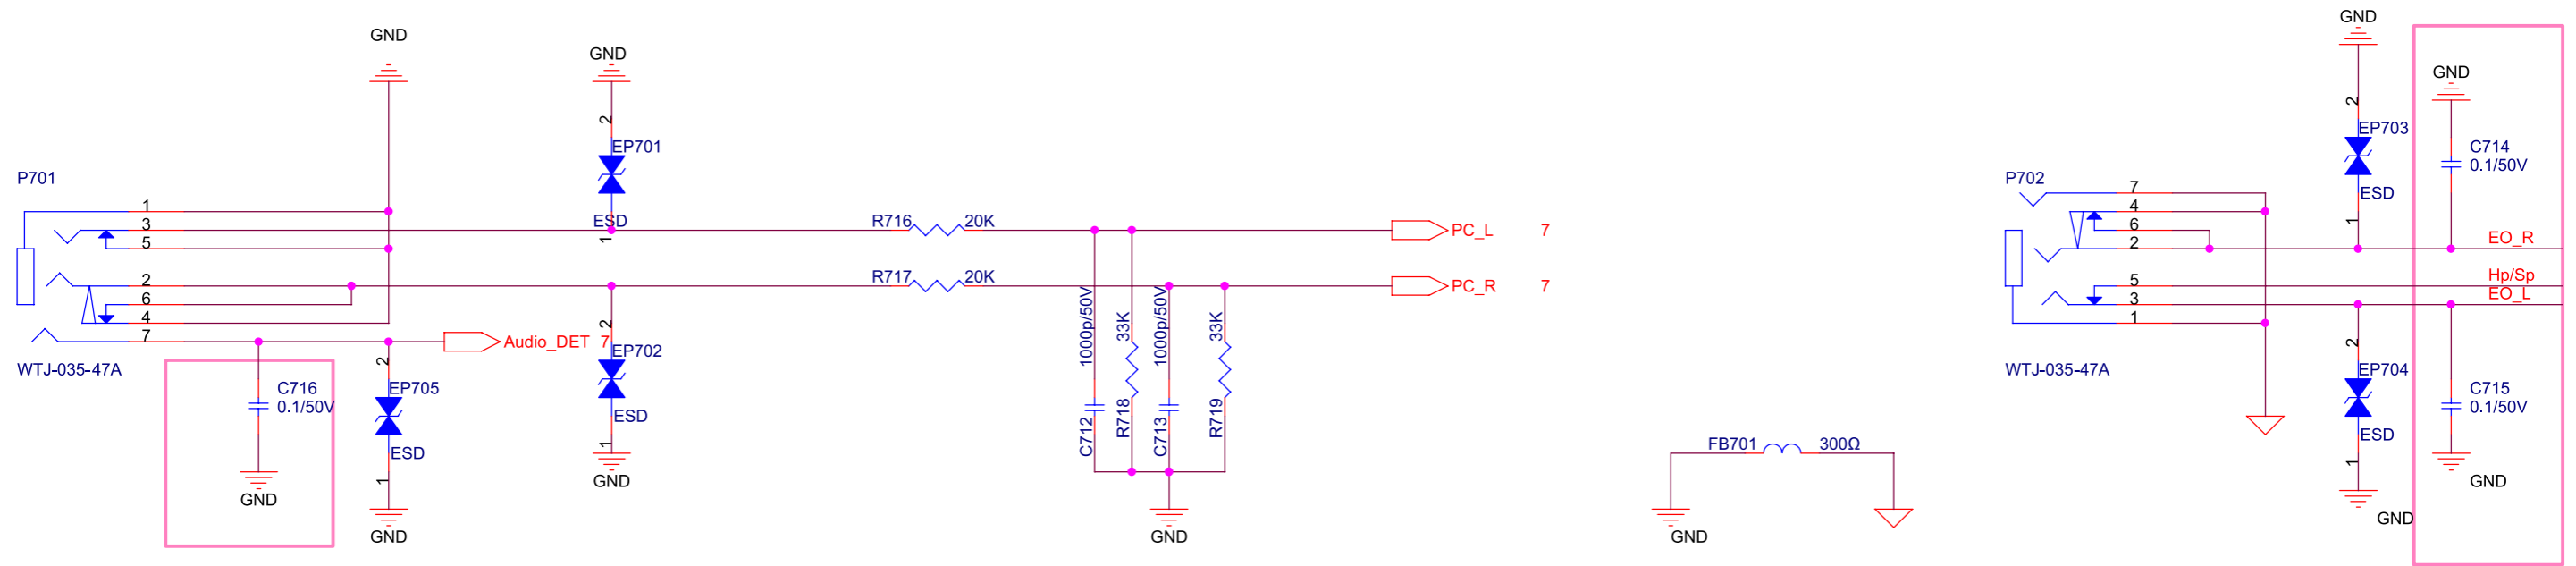 GND
GND
P701
1
3
5
2
6
4
7
WTJ-035-47A
C716
0.1/50V
GND
2
EP705
ESD
1
GND
Audio_DET 7
2
EP701
ESD
1
2
EP702
ESD
1
GND
R716 20K
R717 20K
PC_L 7
PC_R 7
1000p/50V
C712
33K
R718
1000p/50V
C713
33K
R719
GND
FB701 300Ω
GND
P702
7
4
6
2
5
3
1
WTJ-035-47A
GND
2
EP703
ESD
1
2
EP704
ESD
1
GND
GND
C714
0.1/50V
EO_R
Hp/Sp
EO_L
C715
0.1/50V
GND